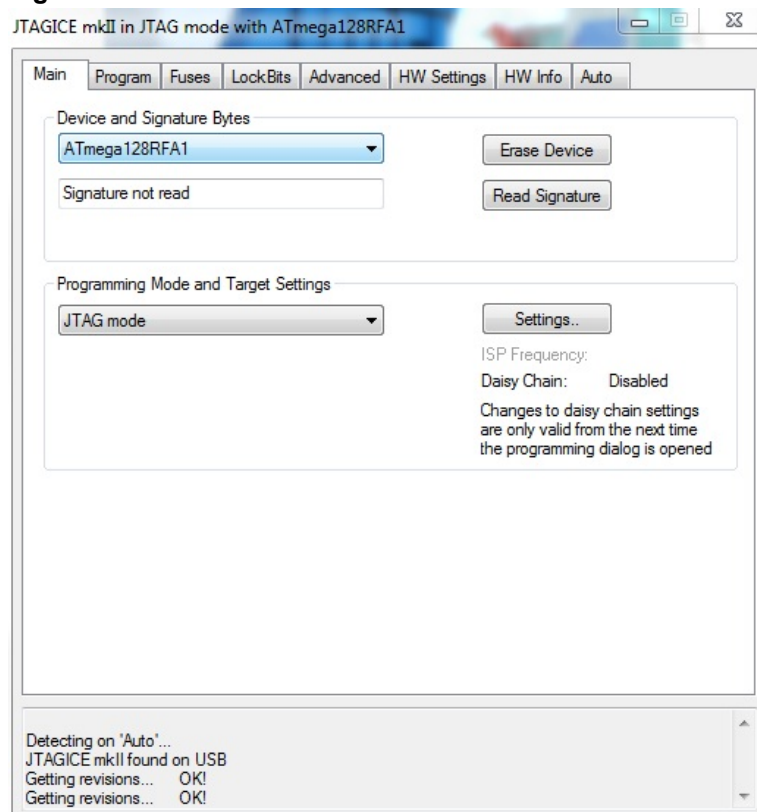 JTAGICE mkII in JTAG mode with ATmega128RFA1
Main Program Fuses LockBits Advanced HW Settings HW Info Auto
Device and Signature Bytes
ATmega128RFA1
Erase Device
Signature not read
Read Signature
Programming Mode and Target Settings
JTAG mode
Settings..
ISP Frequency:
Daisy Chain: Disabled
Changes to daisy chain settings
are only valid from the next time
the programming dialog is opened
Detecting on 'Auto'...
JTAGICE mkII found on USB
Getting revisions... OK!
Getting revisions... OK!